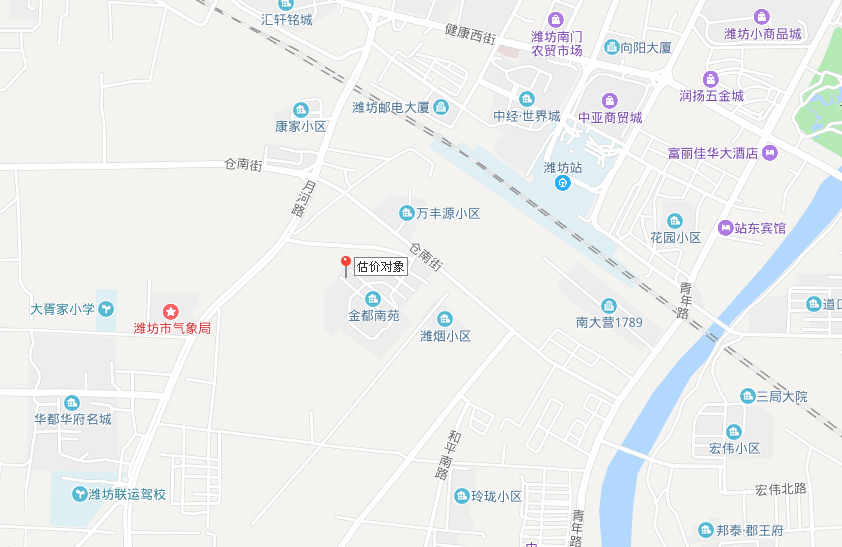 汇轩铭城
健康西街
潍坊南门
农贸市场
潍坊小商品城
向阳大厦
润扬五金城
康家小区
潍坊邮电大厦
中经·世界城
中亚商贸城
仓南街
月河路
潍坊站
富丽佳华大酒店
万丰源小区
花园小区
站东宾馆
仓南街
估价对象
青年路
大胥家小学
潍坊市气象局
金都南苑
潍烟小区
南大营1789
道口
华都华府名城
三局大院
和平南路
宏伟小区
潍坊联运驾校
玲珑小区
宏伟北路
青年路
邦泰·郡王府